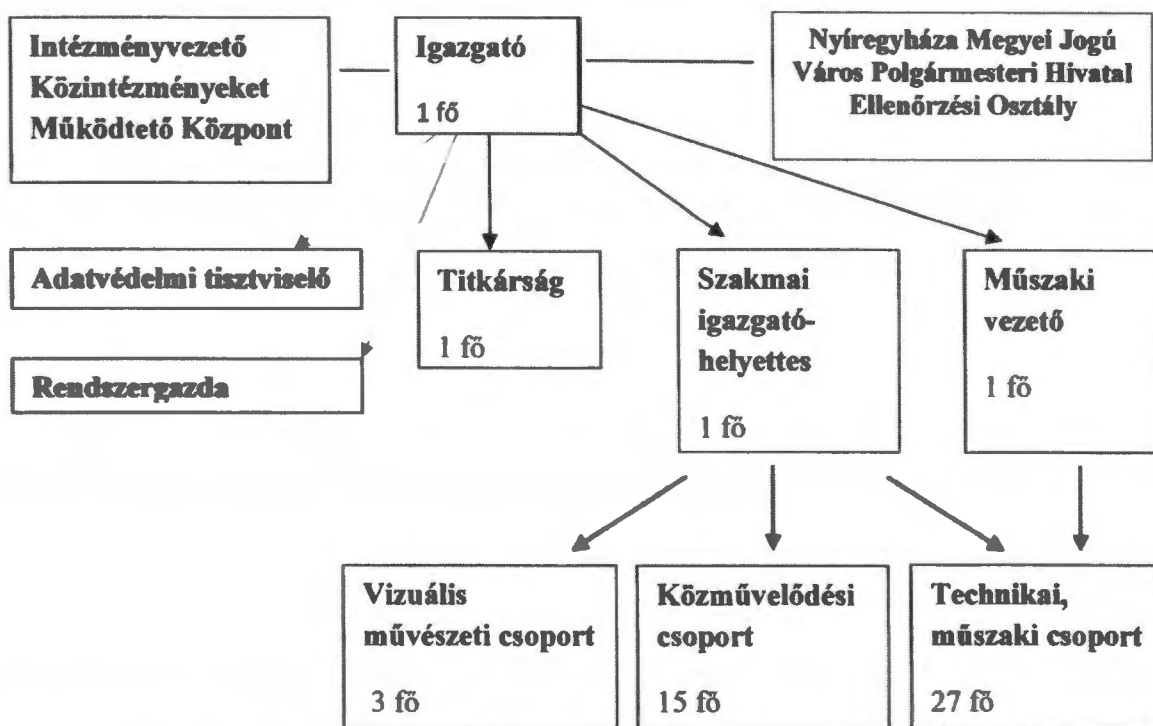 Intézményvezető
Közintézményeket
Működtető Központ
Igazgató
1 fő
Nyíregyháza Megyei Jogú
Város Polgármesteri Hivatal
Ellenőrzési Osztály
Adatvédelmi tisztviselő
Rendszergazda
Titkárság
1 fő
Szakmai
igazgató-
helyettes
1 fő
Műszaki
vezető
1 fő
Vizuális
művészeti csoport
3 fő
Közművelődési
csoport
15 fő
Technikai,
műszaki csoport
27 fő